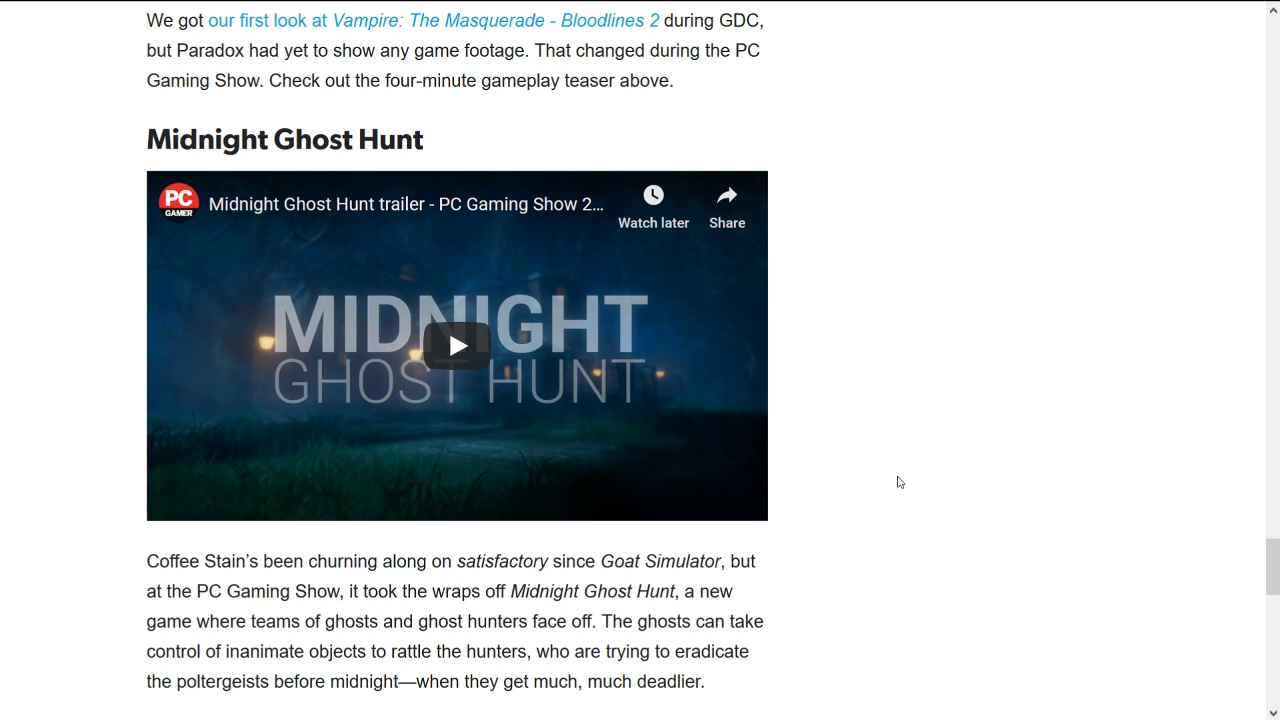 We got our first look at Vampire: The Masquerade - Bloodlines 2 during GDC,
but Paradox had yet to show any game footage. That changed during the PC
Gaming Show. Check out the four-minute gameplay teaser above.
Midnight Ghost Hunt
PC
GAMER
Midnight Ghost Hunt trailer - PC Gaming Show 2...
Watch later
Share
MIDNIGHT
GHOST HUNT
Coffee Stain’s been churning along on satisfactory since Goat Simulator, but
at the PC Gaming Show, it took the wraps off Midnight Ghost Hunt, a new
game where teams of ghosts and ghost hunters face off. The ghosts can take
control of inanimate objects to rattle the hunters, who are trying to eradicate
the poltergeists before midnight—when they get much, much deadlier.